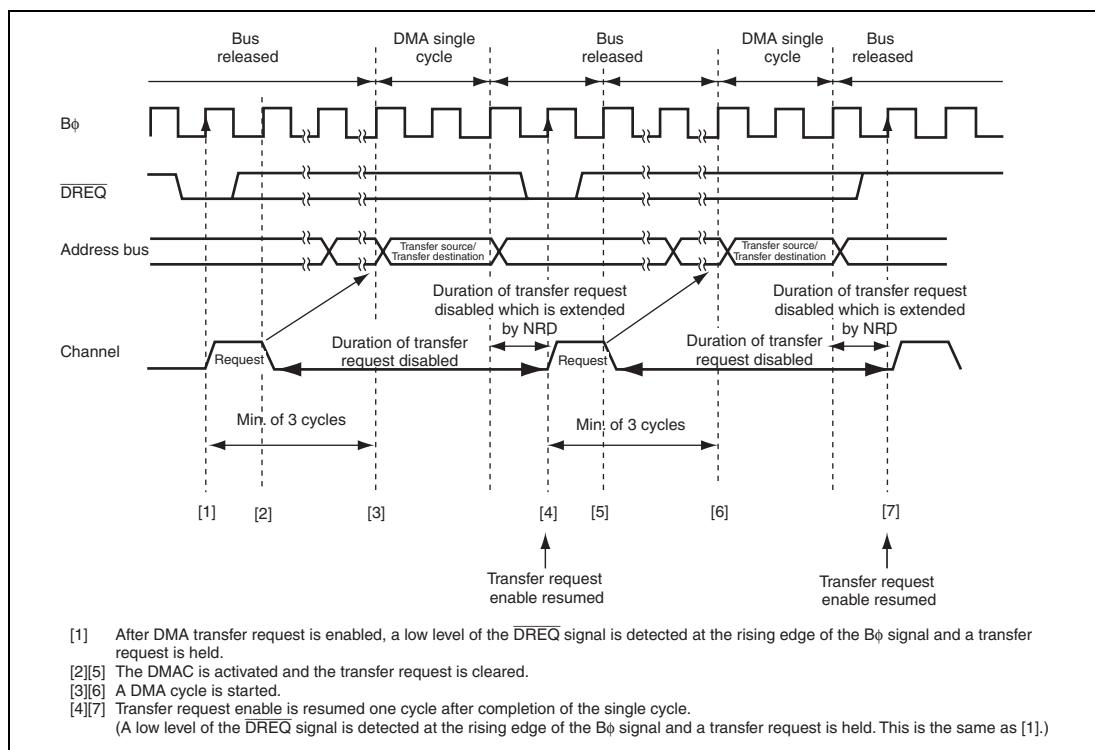 Bus released
DMA single cycle
Bus released
DMA single cycle
Bus released
Bϕ
DREQ
Address bus
Transfer source/
Transfer destination
Transfer source/
Transfer destination
Duration of transfer request
disabled which is extended
by NRD
Duration of transfer request
disabled which is extended
by NRD
Channel
Request
Duration of transfer
request disabled
Request
Duration of transfer
request disabled
Min. of 3 cycles
Min. of 3 cycles
[1]
[2]
[3]
[4]
[5]
[6]
[7]
Transfer request
enable resumed
Transfer request
enable resumed
[1] After DMA transfer request is enabled, a low level of the DREQ signal is detected at the rising edge of the Bϕ signal and a transfer
request is held.
[2][5] The DMAC is activated and the transfer request is cleared.
[3][6] A DMA cycle is started.
[4][7] Transfer request enable is resumed one cycle after completion of the single cycle.
(A low level of the DREQ signal is detected at the rising edge of the Bϕ signal and a transfer request is held. This is the same as [1].)